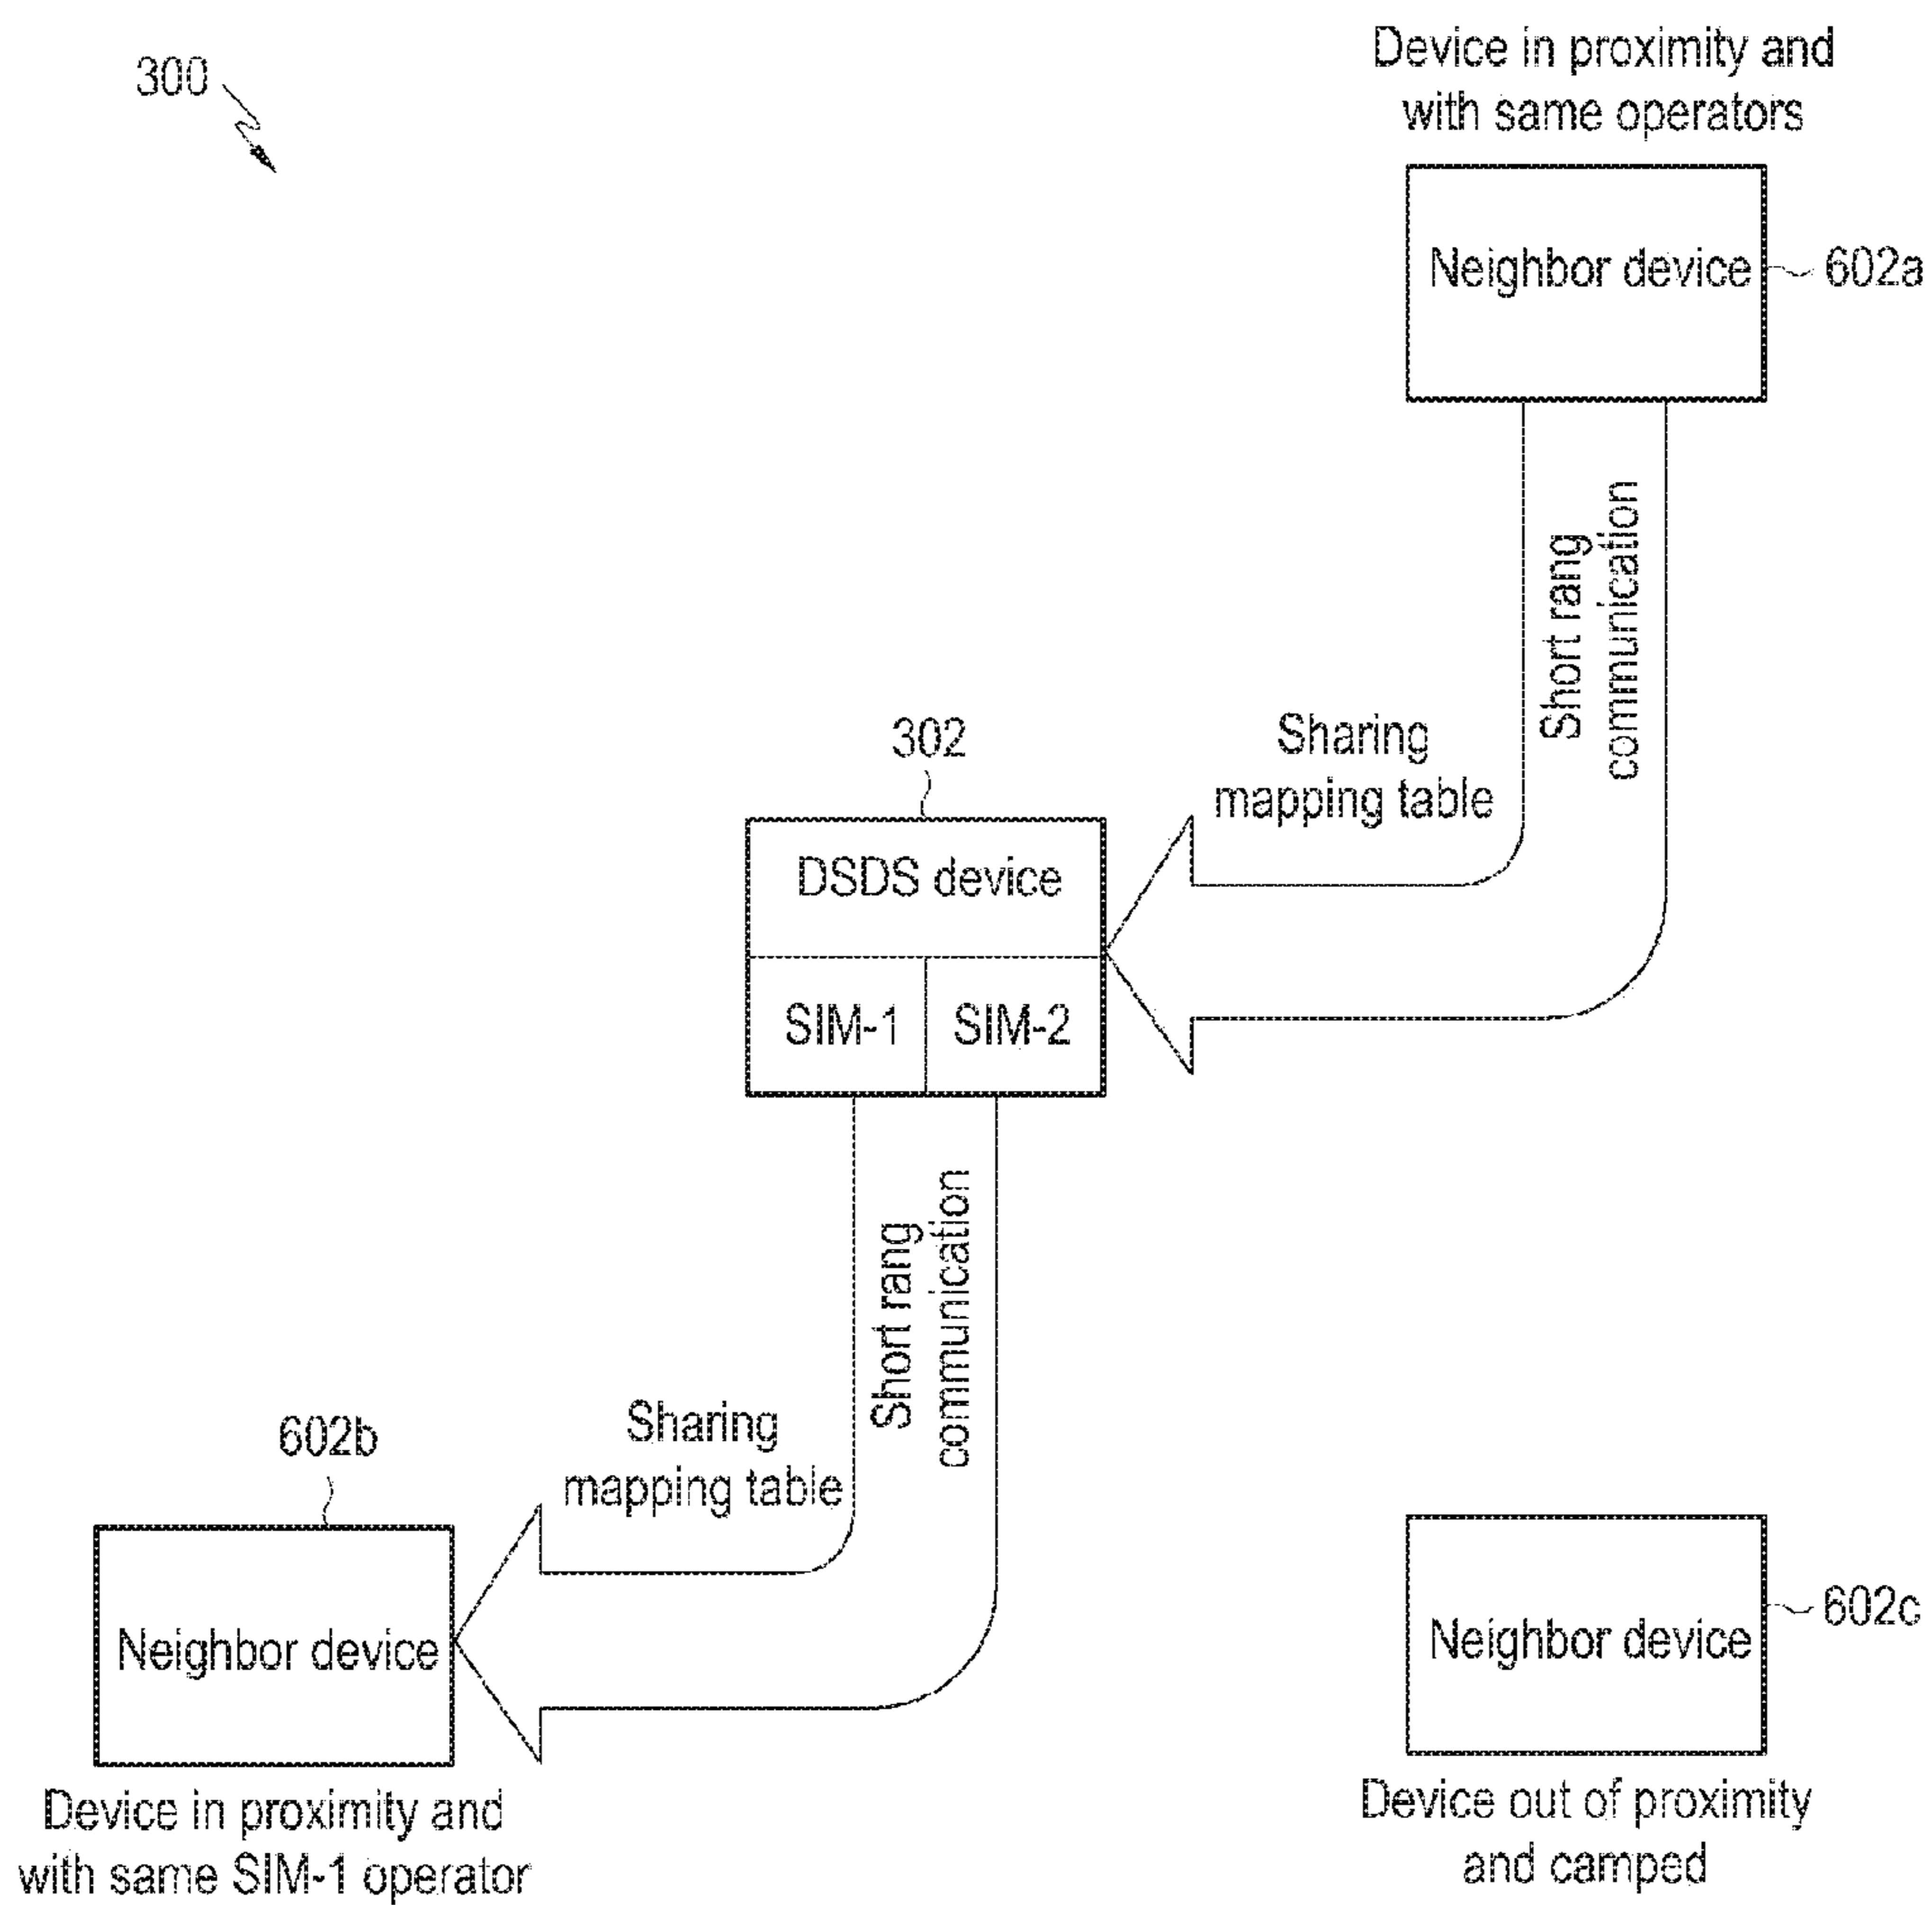 300
Device in proximity and
with same operators
Neighbor device
602a
Short rang
communication
Sharing
mapping table
302
DSDS device
SIM-1
SIM-2
Short rang
communication
Sharing
mapping table
602b
Neighbor device
Device in proximity and
with same SIM-1 operator
Neighbor device
602c
Device out of proximity
and camped